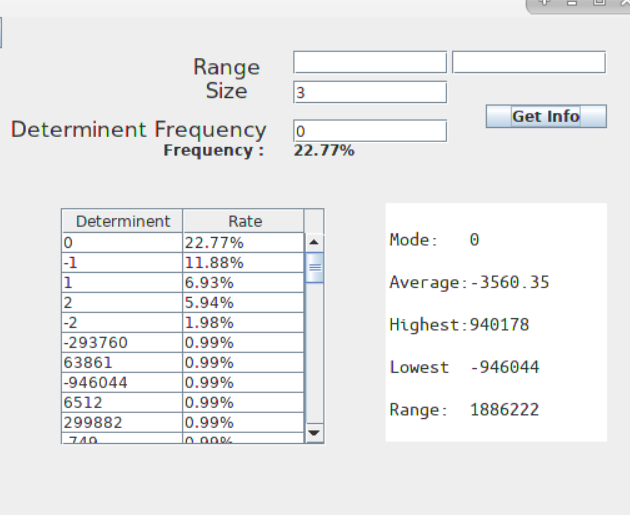 Range
Size 3
Get Info
Determinent Frequency 0
Frequency : 22.77%
Determinent Rate
0 22.77%
-1 11.88%
1 6.93%
2 5.94%
-2 1.98%
-293760 0.99%
63861 0.99%
-946044 0.99%
6512 0.99%
299882 0.99%
-749 0.99%
Mode: 0
Average:-3560.35
Highest:940178
Lowest -946044
Range: 1886222